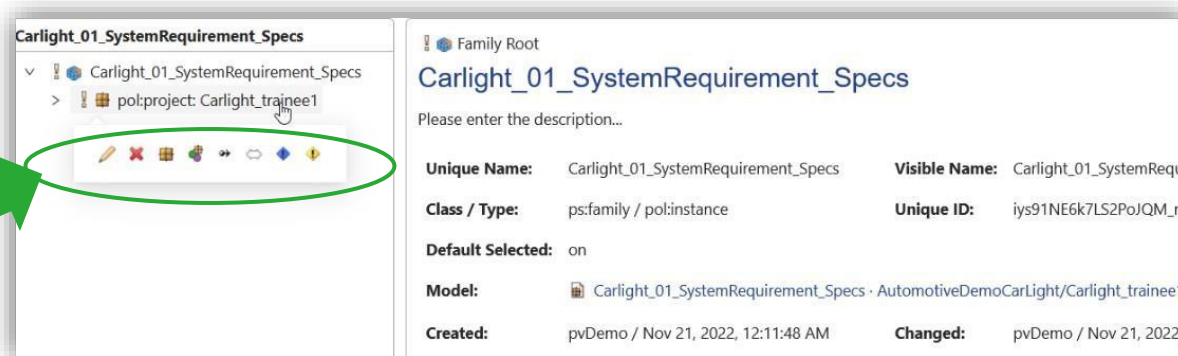 Carlight_01_SystemRequirement_Specs
Carlight_01_SystemRequirement_Specs
pol:project: Carlight_trainee1
Family Root
Carlight_01_SystemRequirement_Specs
Please enter the description...
Unique Name: Carlight_01_SystemRequirement_Specs Visible Name: Carlight_01_SystemRequ
Class / Type: ps:family / pol:instance Unique ID: iys91NE6k7LS2PoJQM_r
Default Selected: on
Model: Carlight_01_SystemRequirement_Specs · AutomotiveDemoCarLight/Carlight_trainee1
Created: pvDemo / Nov 21, 2022, 12:11:48 AM Changed: pvDemo / Nov 21, 2022